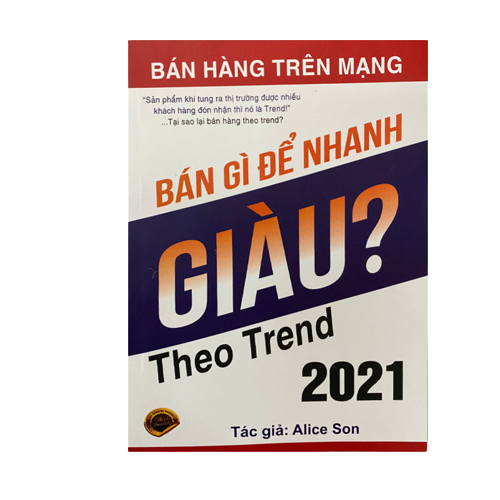 BÁN HÀNG TRÊN MẠNG
"Sản phẩm khi tung ra thị trường được nhiều
khách hàng đón nhận thì nó là Trend!"
...Tại sao lại bán hàng theo trend?
BÁN GÌ ĐỂ NHANH
GIÀU?
Theo Trend
2021
Tác giả: Alice Son